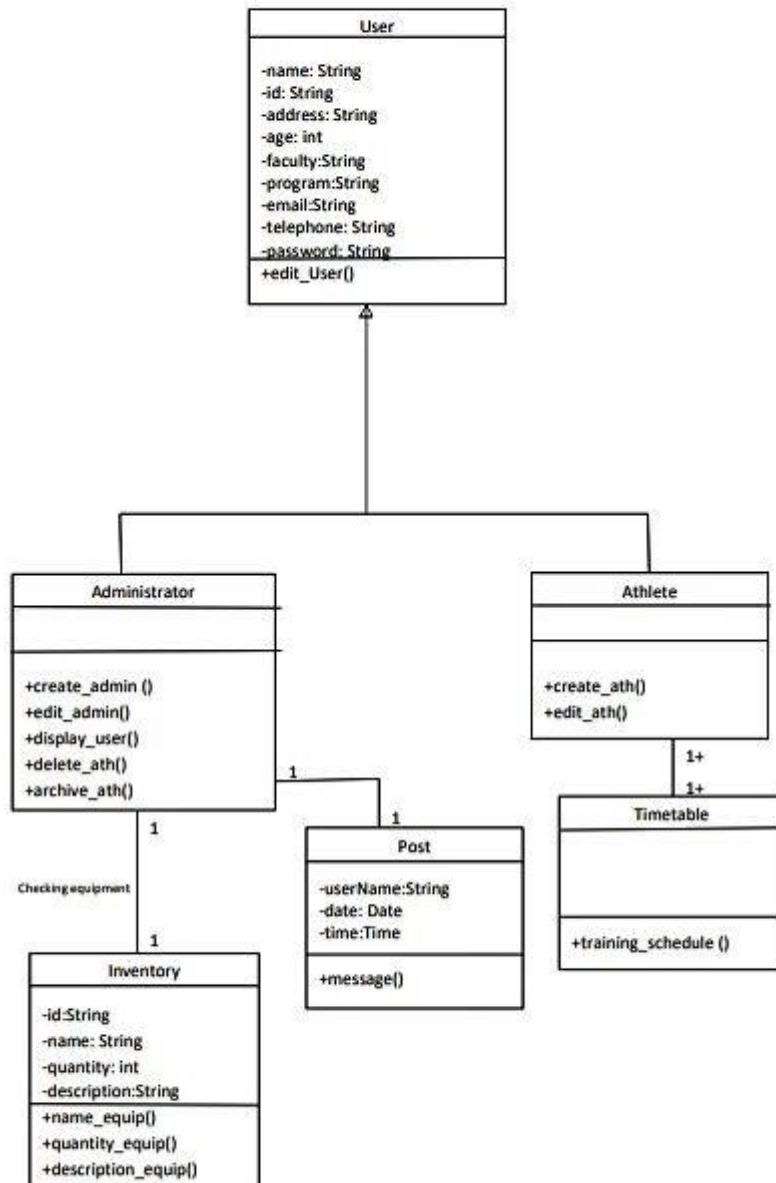 User
-name: String
-id: String
-address: String
-age: int
-faculty:String
-program:String
-email:String
-telephone: String
-password: String
+edit_User()
Administrator
+create_admin ()
+edit_admin()
+display_user()
+delete_ath()
+archive_ath()
Athlete
+create_ath()
+edit_ath()
1+
1+
Timetable
+training_schedule ()
1
1
Post
-userName:String
-date: Date
-time:Time
+message()
1
Checking equipment
1
Inventory
-id:String
-name: String
-quantity: int
-description:String
+name_equip()
+quantity_equip()
+description_equip()